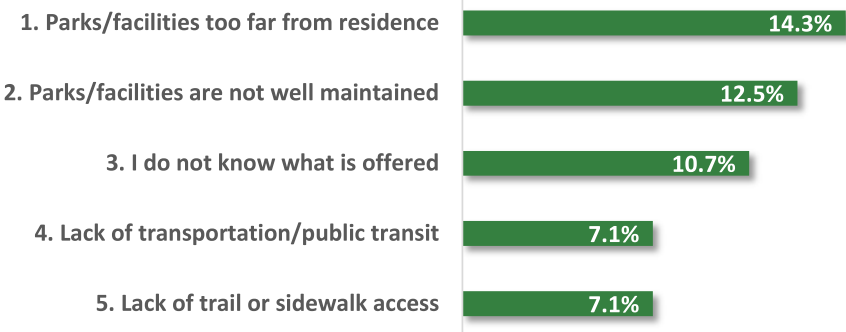 1. Parks/facilities too far from residence 14.3%
2. Parks/facilities are not well maintained 12.5%
3. I do not know what is offered 10.7%
4. Lack of transportation/public transit 7.1%
5. Lack of trail or sidewalk access 7.1%